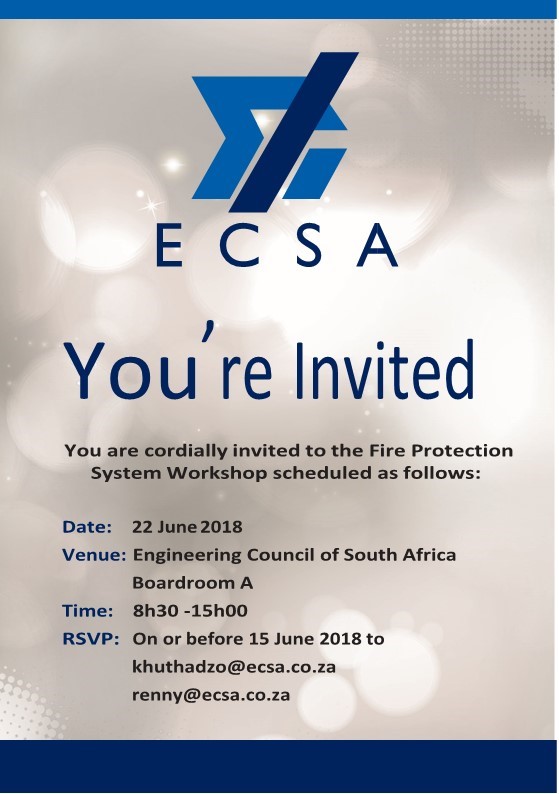 ECSA
You're Invited
You are cordially invited to the Fire Protection
System Workshop scheduled as follows:
Date: 22 June 2018
Venue: Engineering Council of South Africa
Boardroom A
Time: 8h30 -15h00
RSVP: On or before 15 June 2018 to
khuthadzo@ecsa.co.za
renny@ecsa.co.za